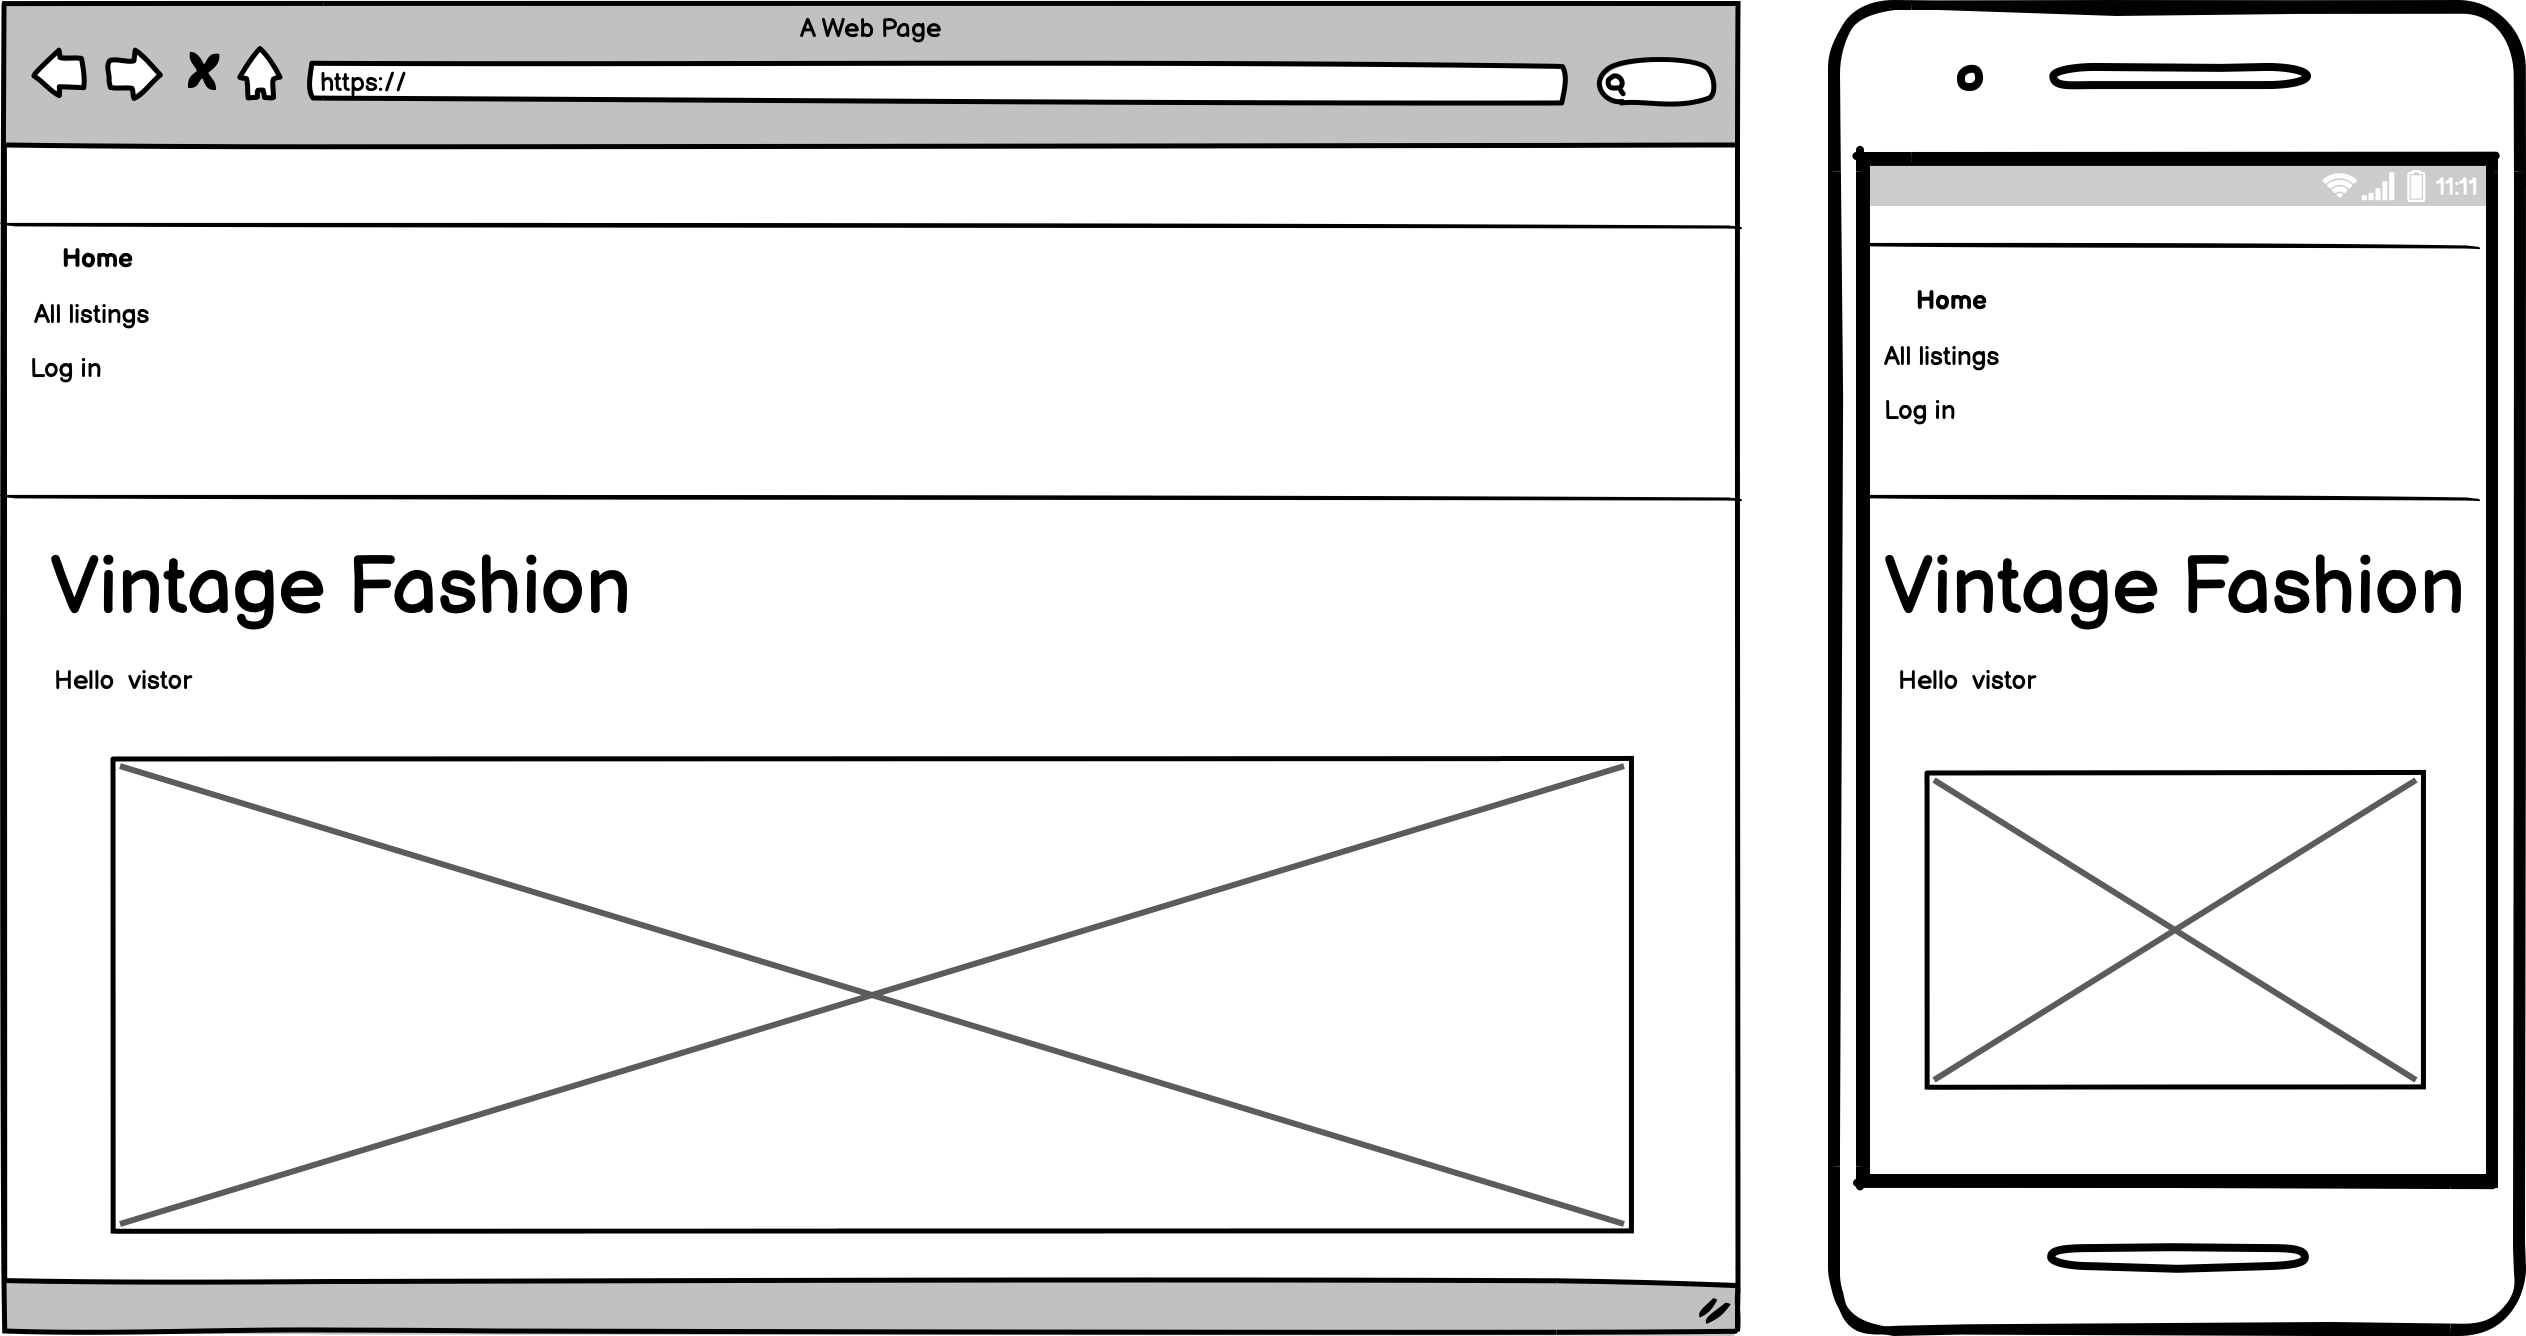 A Web Page
https://
Home
All listings
Log in
Vintage Fashion
Hello vistor
11:11
Home
All listings
Log in
Vintage Fashion
Hello vistor